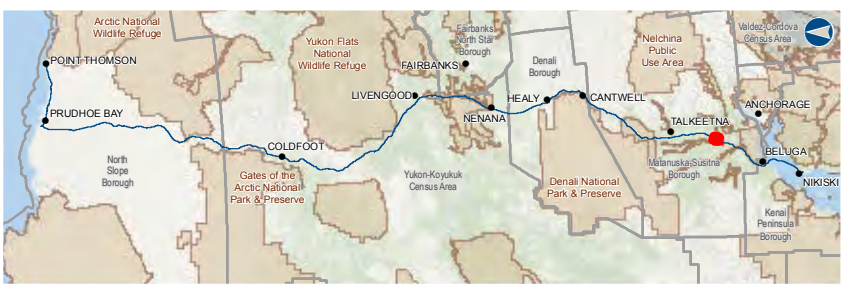 Arctic National
Wildlife Refuge
POINT THOMSON
PRUDHOE BAY
North
Slope
Borough
COLDFOOT
Gates of the
Arctic National
Park & Preserve
Yukon Flats
National
Wildlife Refuge
LIVENGOOD
Fairbanks
North Star
Borough
FAIRBANKS
NENANA
Yukon-Koyukuk
Census Area
Denali
Borough
HEALY
CANTWELL
Denali National
Park & Preserve
Nelchina
Public
Use Area
TALKEETNA
Matanuska-Susitna
Borough
Valdez-Cordova
Census Area
ANCHORAGE
BELUGA
NIKISKI
Kenai
Peninsula
Borough